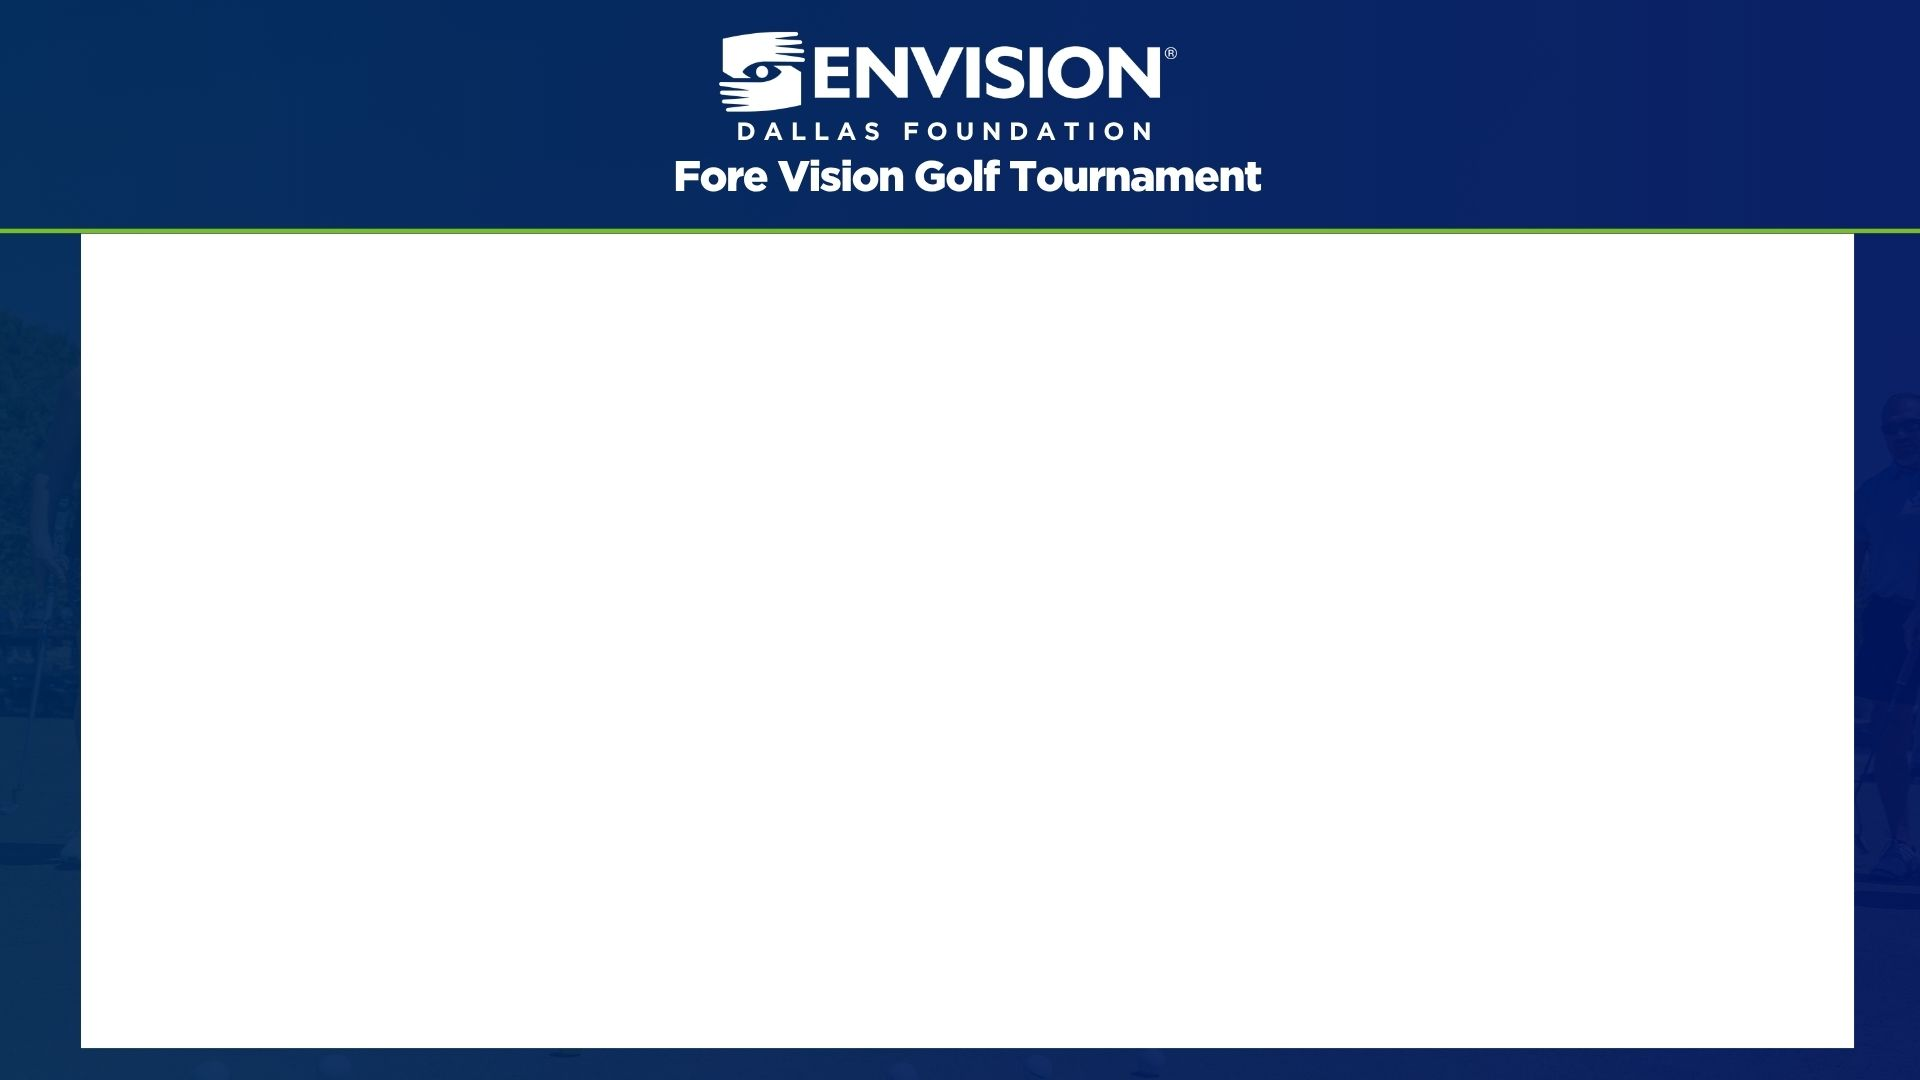 ENVISION®
DALLAS FOUNDATION
Fore Vision Golf Tournament